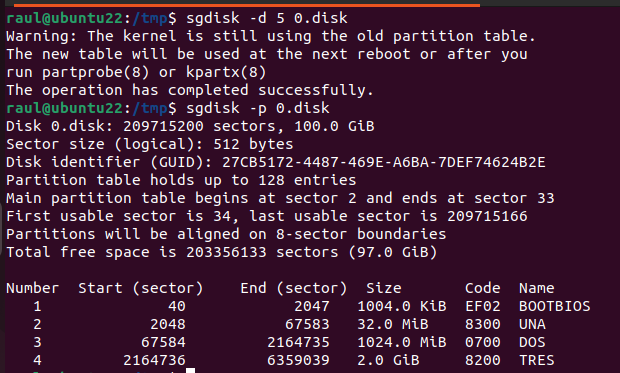 raul@ubuntu22:/tmp$ sgdisk -d 5 0.disk
Warning: The kernel is still using the old partition table.
The new table will be used at the next reboot or after you
run partprobe(8) or kpartx(8)
The operation has completed successfully.
raul@ubuntu22:/tmp$ sgdisk -p 0.disk
Disk 0.disk: 209715200 sectors, 100.0 GiB
Sector size (logical): 512 bytes
Disk identifier (GUID): 27CB5172-4487-469E-A6BA-7DEF74624B2E
Partition table holds up to 128 entries
Main partition table begins at sector 2 and ends at sector 33
First usable sector is 34, last usable sector is 209715166
Partitions will be aligned on 8-sector boundaries
Total free space is 203356133 sectors (97.0 GiB)

Number  Start (sector)    End (sector)  Size       Code  Name
   1              40            2047   1004.0 KiB  EF02  BOOTBIOS
   2            2048           67583   32.0 MiB    8300  UNA
   3           67584         2164735   1024.0 MiB  0700  DOS
   4         2164736         6359039   2.0 GiB     8200  TRES